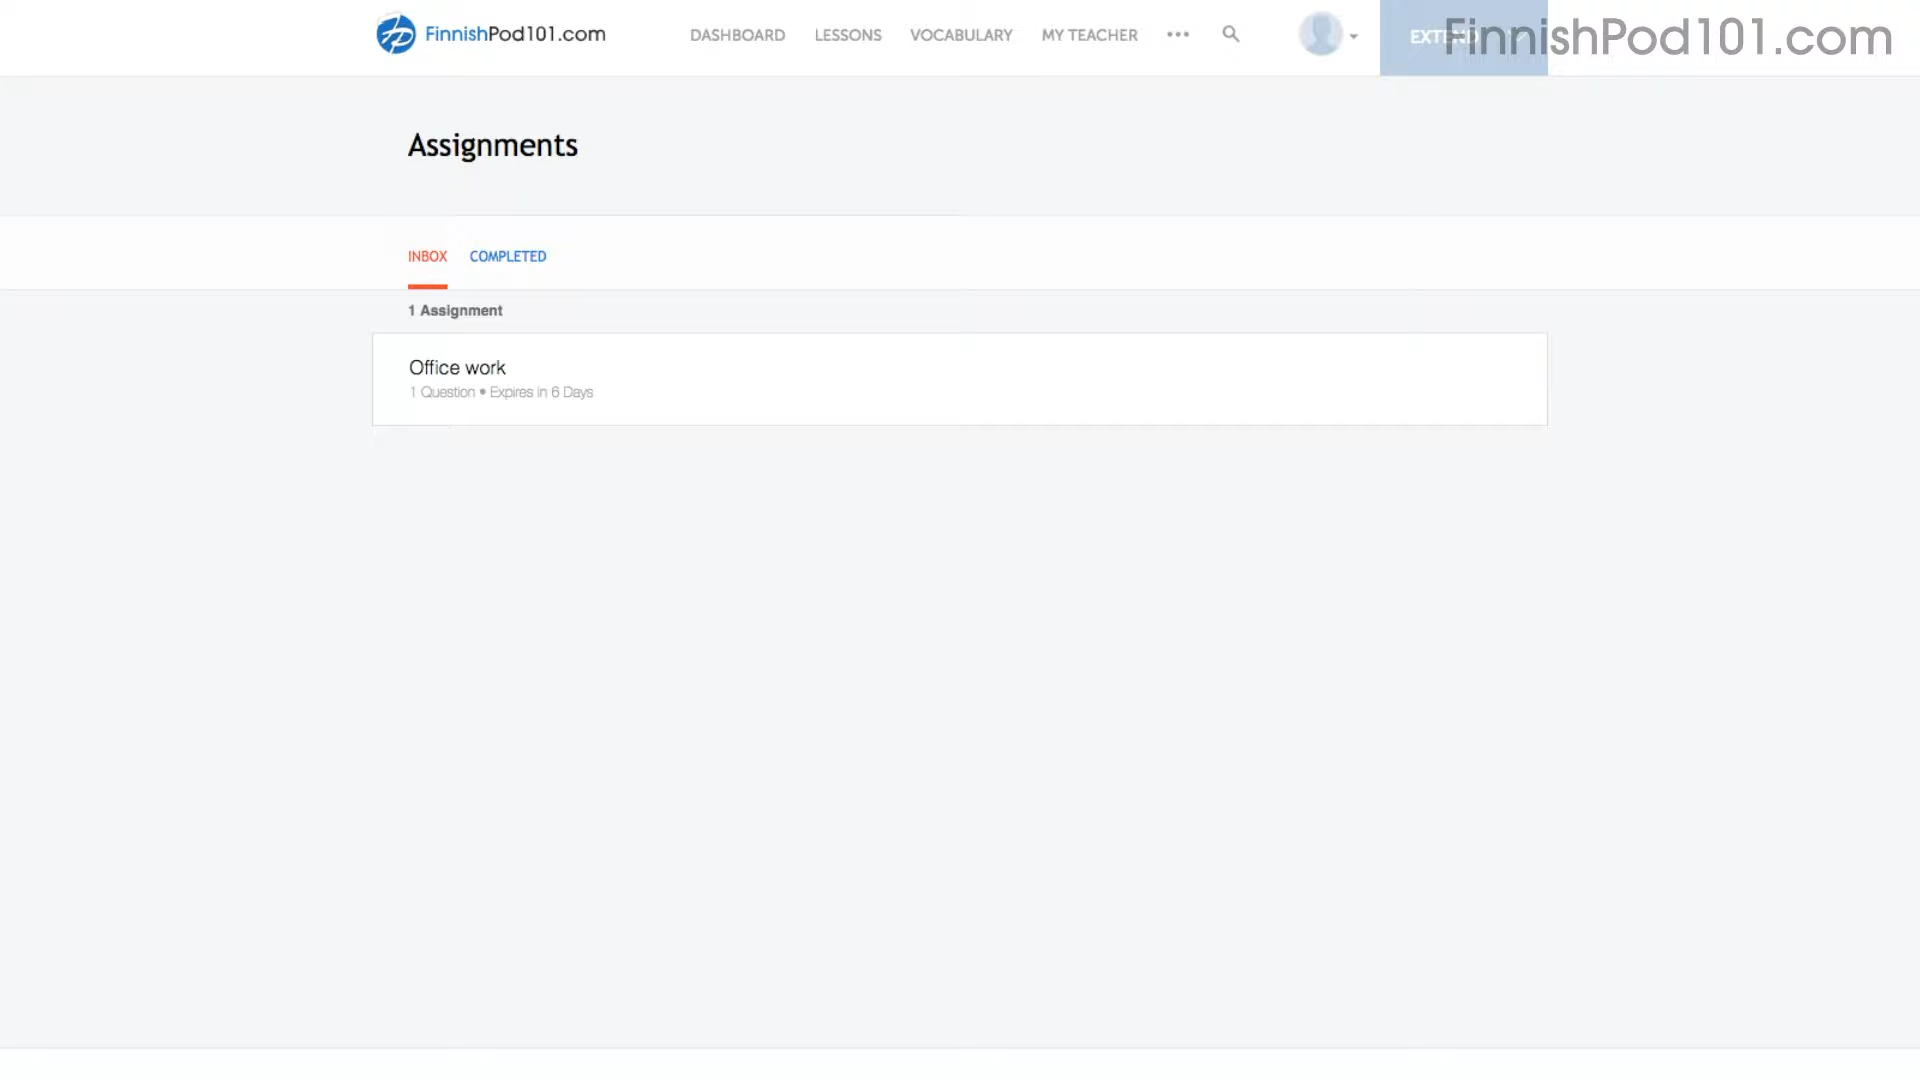 FinnishPod101.com
DASHBOARD
LESSONS
VOCABULARY
MY TEACHER
EXTEND
FinnishPod101.com
Assignments
INBOX
COMPLETED
1 Assignment
Office work
1 Question • Expires in 6 Days